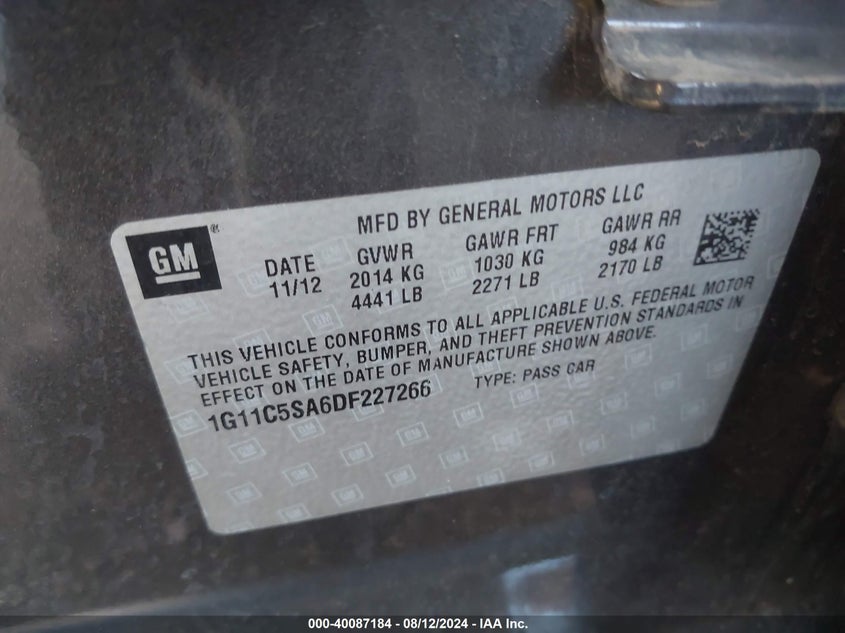 MFD BY GENERAL MOTORS LLC
GM®
DATE
11/12
GVWR
2014 KG
4441 LB
GAWR FRT
1030 KG
2271 LB
GAWR RR
984 KG
2170 LB
THIS VEHICLE CONFORMS TO ALL APPLICABLE U.S. FEDERAL MOTOR
VEHICLE SAFETY, BUMPER, AND THEFT PREVENTION STANDARDS IN
EFFECT ON THE DATE OF MANUFACTURE SHOWN ABOVE.
1G11C5SA6DF227266 TYPE: PASS CAR
000-40087184 - 08/12/2024 - IAA Inc.